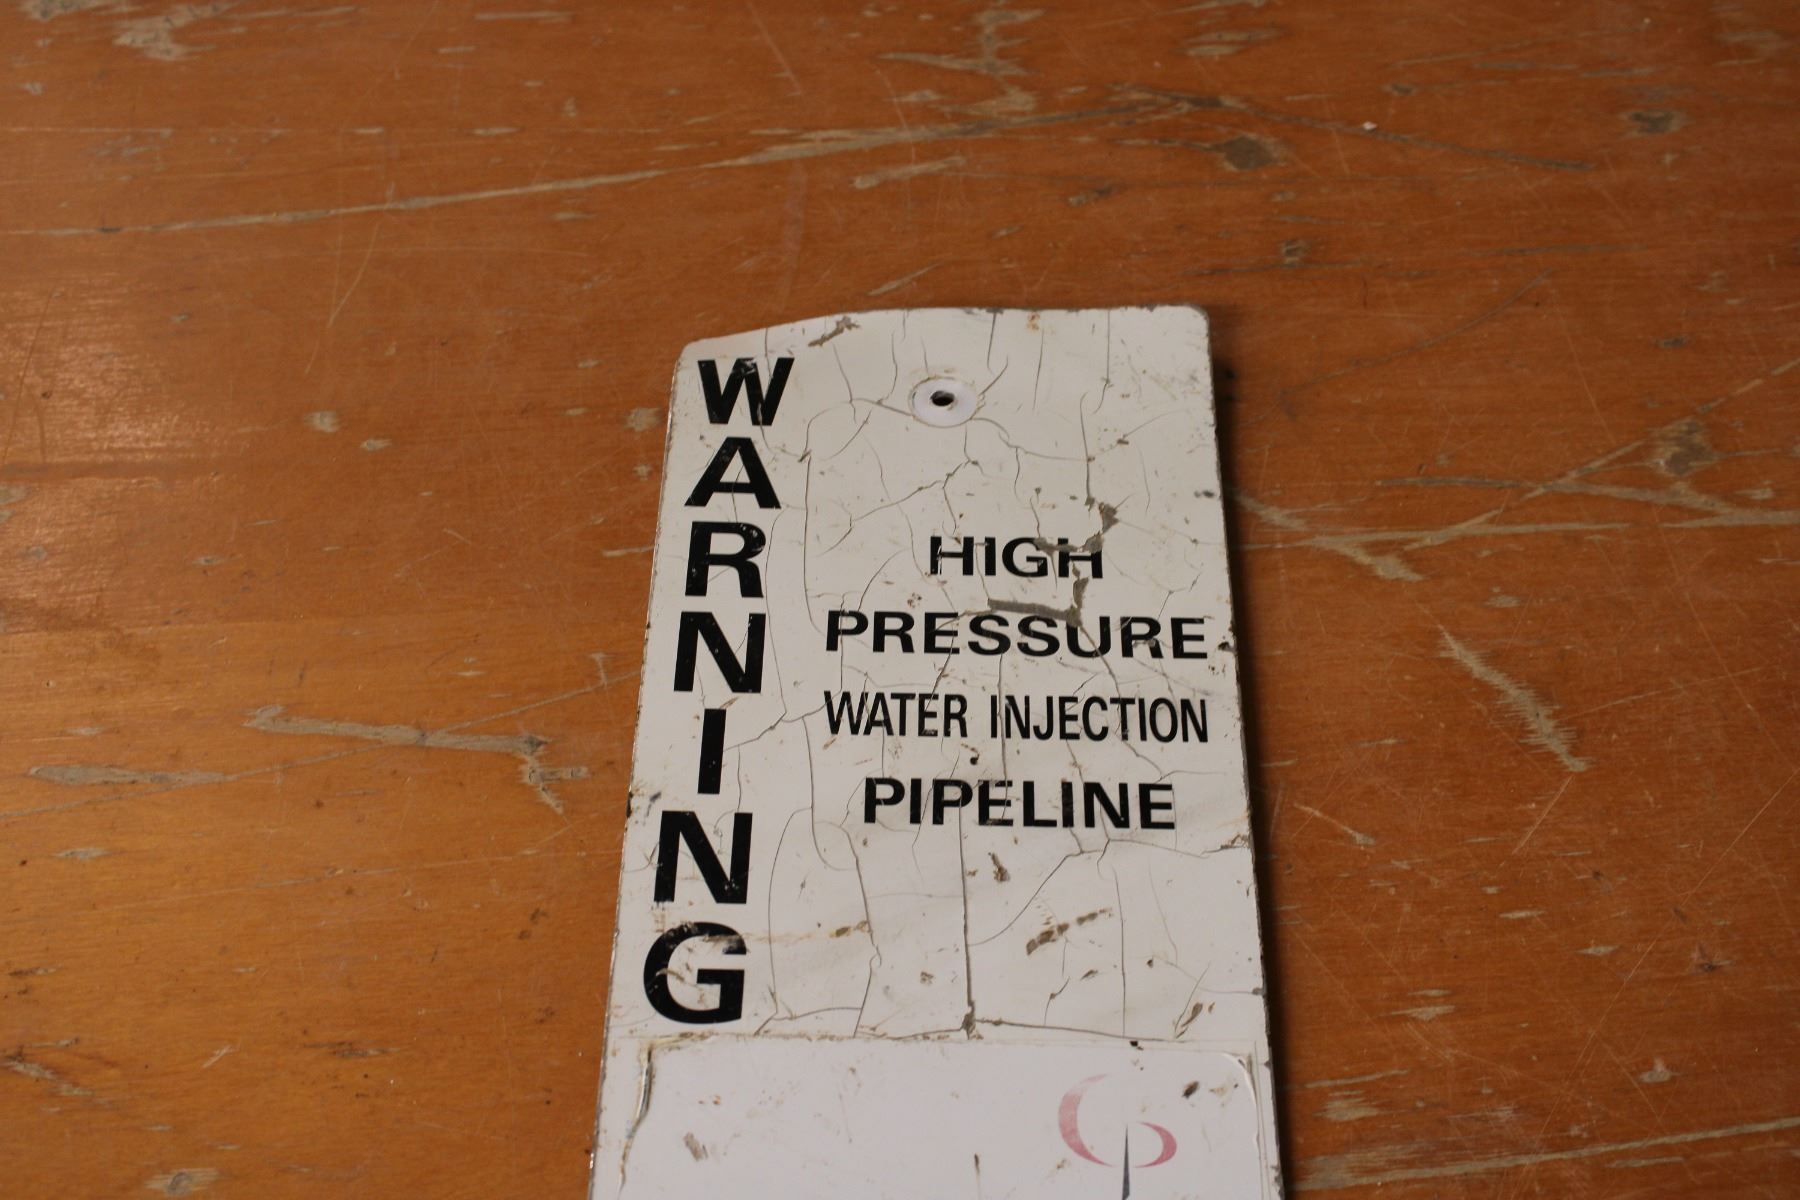 WARNING
HIGH
PRESSURE
WATER INJECTION
PIPELINE